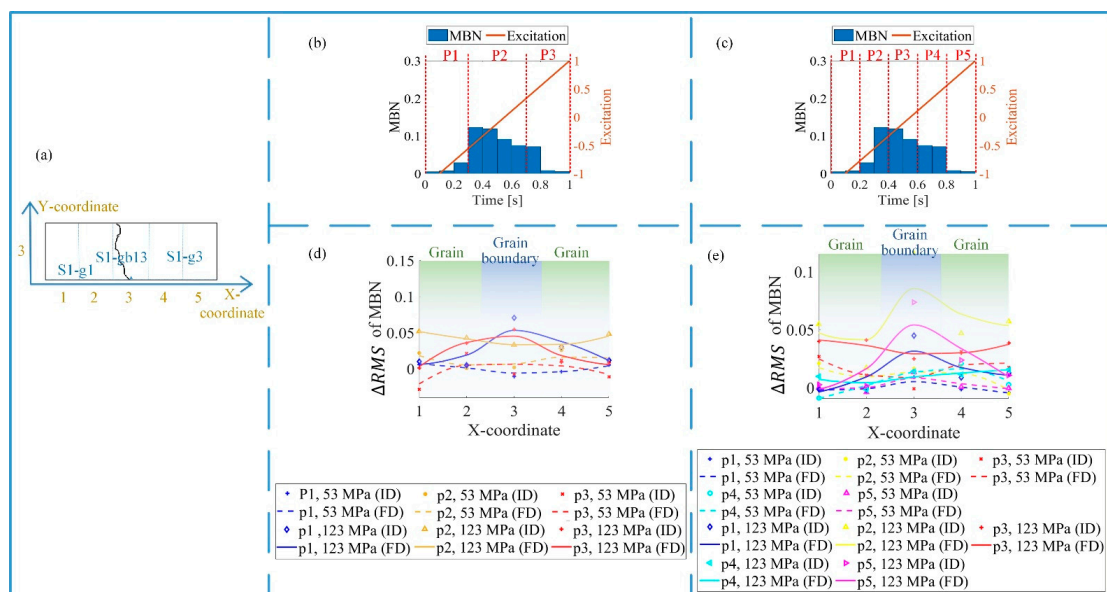 (a)
Y-coordinate
3
S1-g1
S1-gb13
S1-g3
1 2 3 4 5
X-coordinate
(b)
MBN Excitation
P1 P2 P3
0.3
0.2
0.1
0
MBN
1
0.5
0
-0.5
-1
Excitation
0 0.2 0.4 0.6 0.8 1
Time [s]
(c)
MBN Excitation
P1 P2 P3 P4 P5
0.3
0.2
0.1
0
MBN
1
0.5
0
-0.5
-1
Excitation
0 0.2 0.4 0.6 0.8 1
Time [s]
(d)
Grain Grain boundary Grain
0.15
0.1
0.05
0
ΔRMS of MBN
1 2 3 4 5
X-coordinate
P1, 53 MPa (ID) p2, 53 MPa (ID) p3, 53 MPa (ID)
p1, 53 MPa (FD) p2, 53 MPa (FD) p3, 53 MPa (FD)
p1, 123 MPa (ID) p2, 123 MPa (ID) p3, 123 MPa (ID)
p1, 123 MPa (FD) p2, 123 MPa (FD) p3, 123 MPa (FD)
(e)
Grain Grain boundary Grain
0.1
0.05
0
ΔRMS of MBN
1 2 3 4 5
X-coordinate
p1, 53 MPa (ID) p2, 53 MPa (ID) p3, 53 MPa (ID)
p1, 53 MPa (FD) p2, 53 MPa (FD) p3, 53 MPa (FD)
p4, 53 MPa (ID) p5, 53 MPa (ID)
p4, 53 MPa (FD) p5, 53 MPa (FD)
p1, 123 MPa (ID) p2, 123 MPa (ID) p3, 123 MPa (ID)
p1, 123 MPa (FD) p2, 123 MPa (FD) p3, 123 MPa (FD)
p4, 123 MPa (ID) p5, 123 MPa (ID)
p4, 123 MPa (FD) p5, 123 MPa (FD)